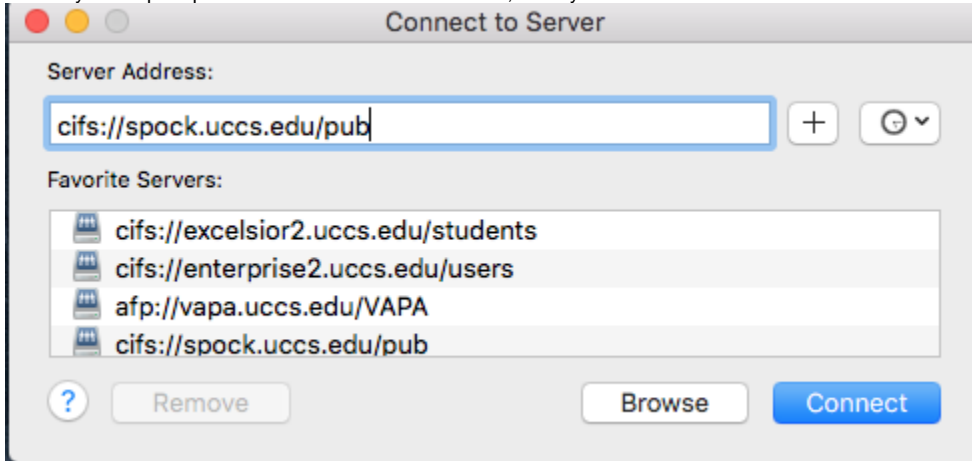 Connect to Server
Server Address:
cifs://spock.uccs.edu/pub
Favorite Servers:
cifs://excelsior2.uccs.edu/students
cifs://enterprise2.uccs.edu/users
afp://vapa.uccs.edu/VAPA
cifs://spock.uccs.edu/pub
? Remove Browse Connect